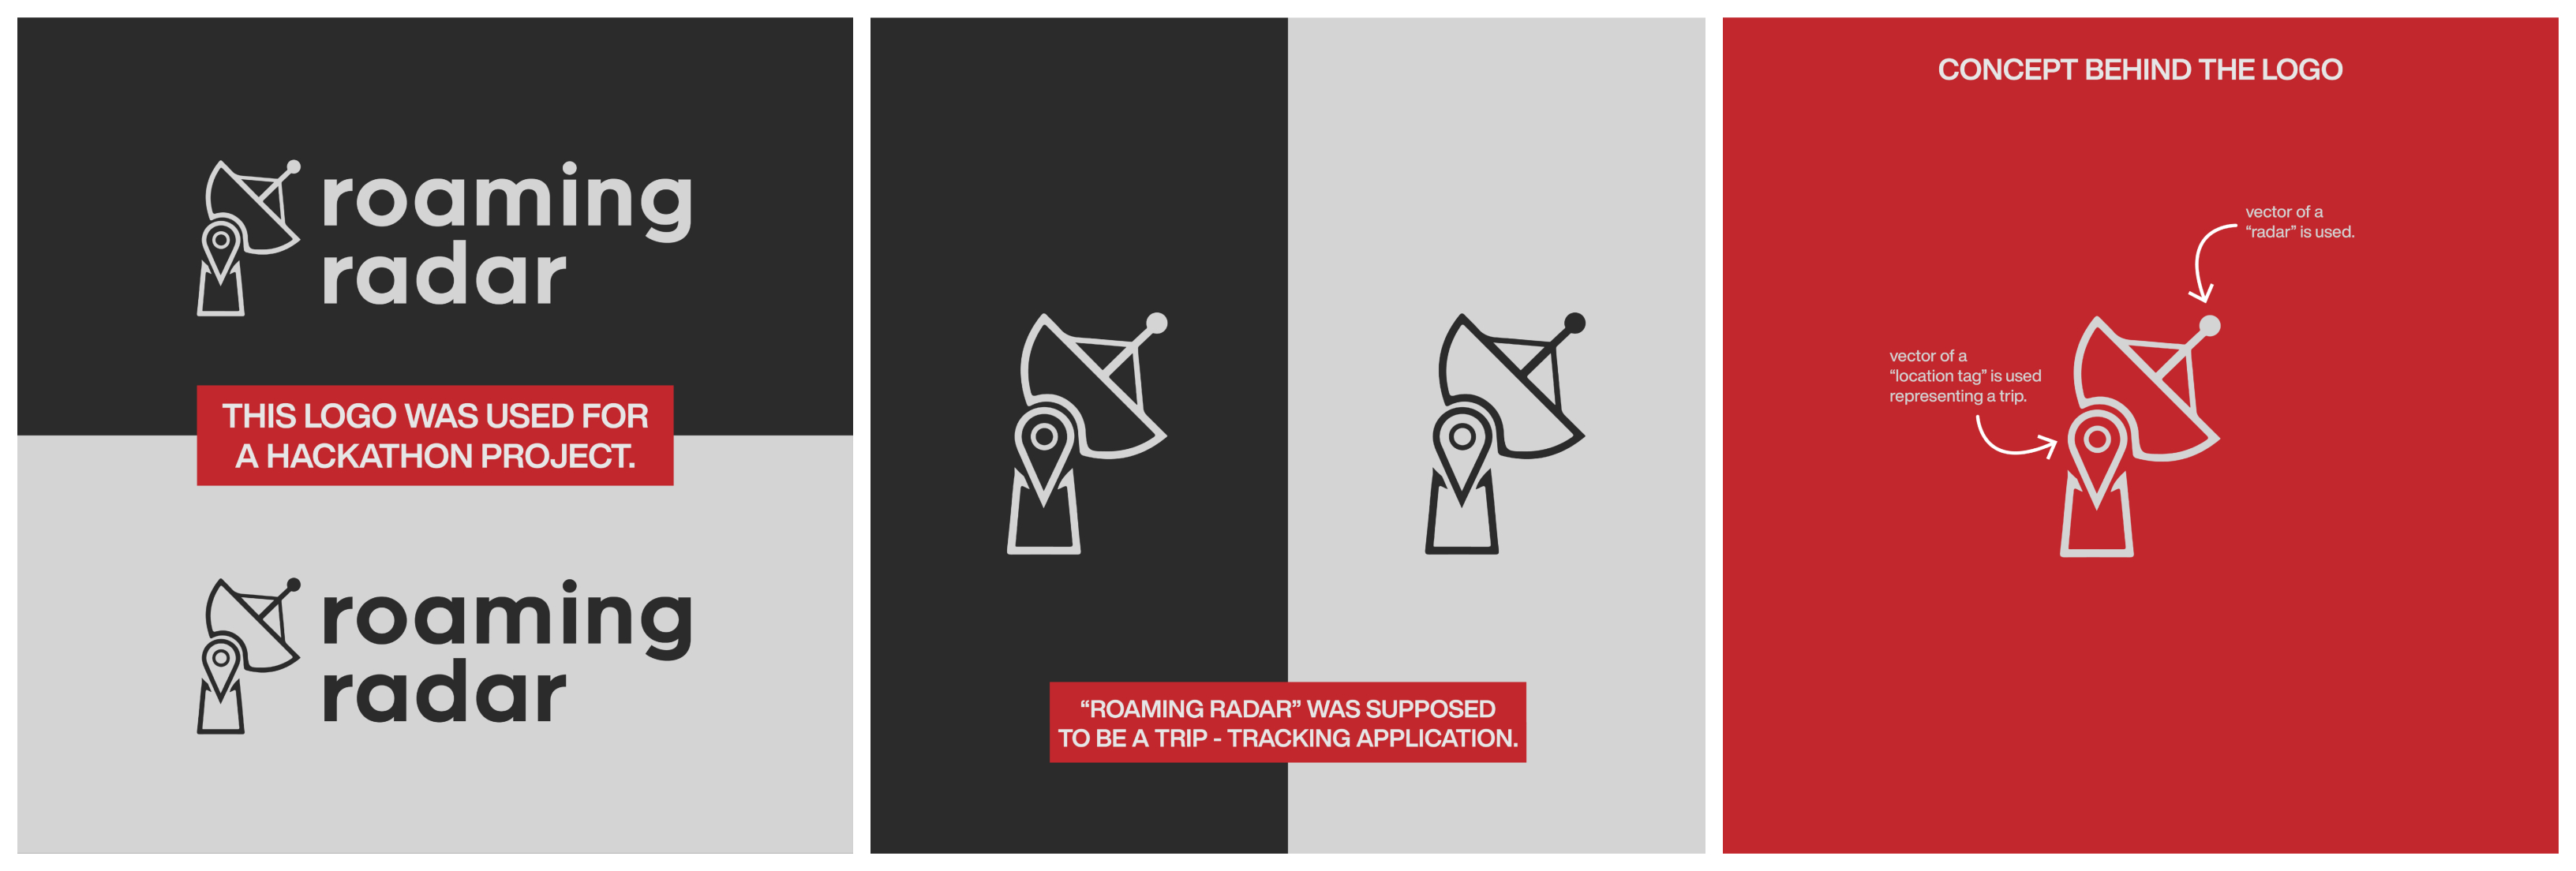 roaming
radar
THIS LOGO WAS USED FOR
A HACKATHON PROJECT.
roaming
radar
“ROAMING RADAR” WAS SUPPOSED
TO BE A TRIP - TRACKING APPLICATION.
CONCEPT BEHIND THE LOGO
vector of a
“radar” is used.
vector of a
“location tag” is used
representing a trip.